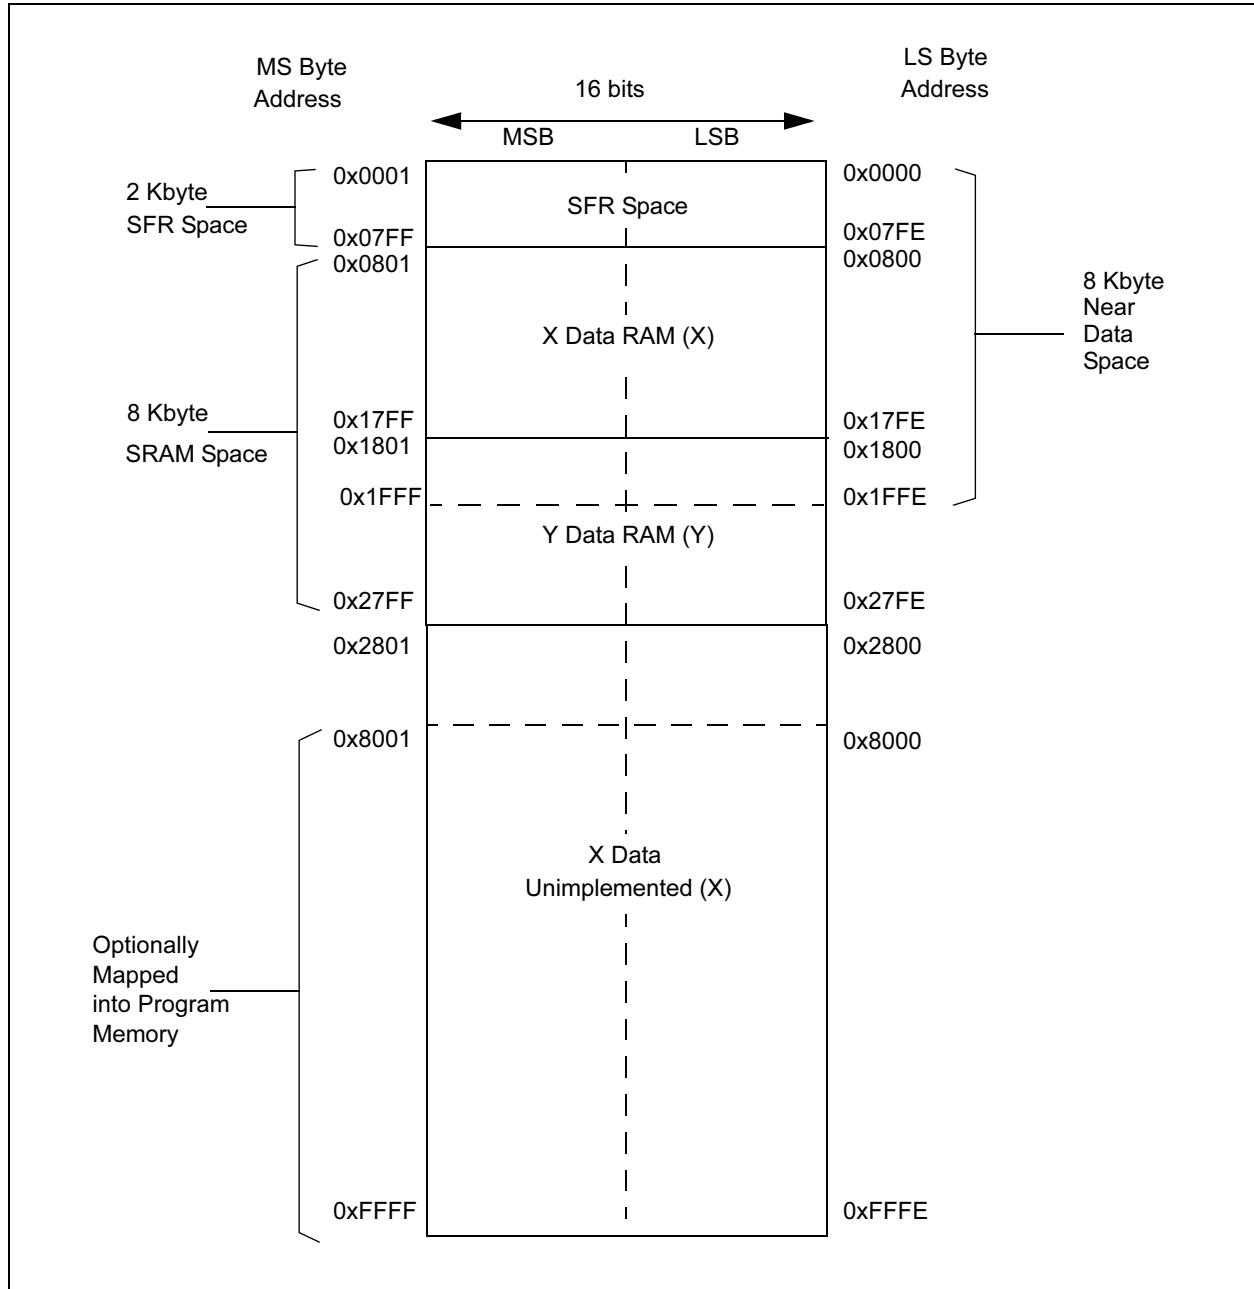 MS Byte
Address
16 bits
LS Byte
Address
MSB
LSB
2 Kbyte
SFR Space
0x0001
SFR Space
0x0000
0x07FF
0x07FE
0x0801
0x0800
8 Kbyte
Near
Data
Space
X Data RAM (X)
8 Kbyte
SRAM Space
0x17FF
0x17FE
0x1801
0x1800
0x1FFF
0x1FFE
Y Data RAM (Y)
0x27FF
0x27FE
0x2801
0x2800
0x8001
0x8000
X Data
Unimplemented (X)
Optionally
Mapped
into Program
Memory
0xFFFF
0xFFFE